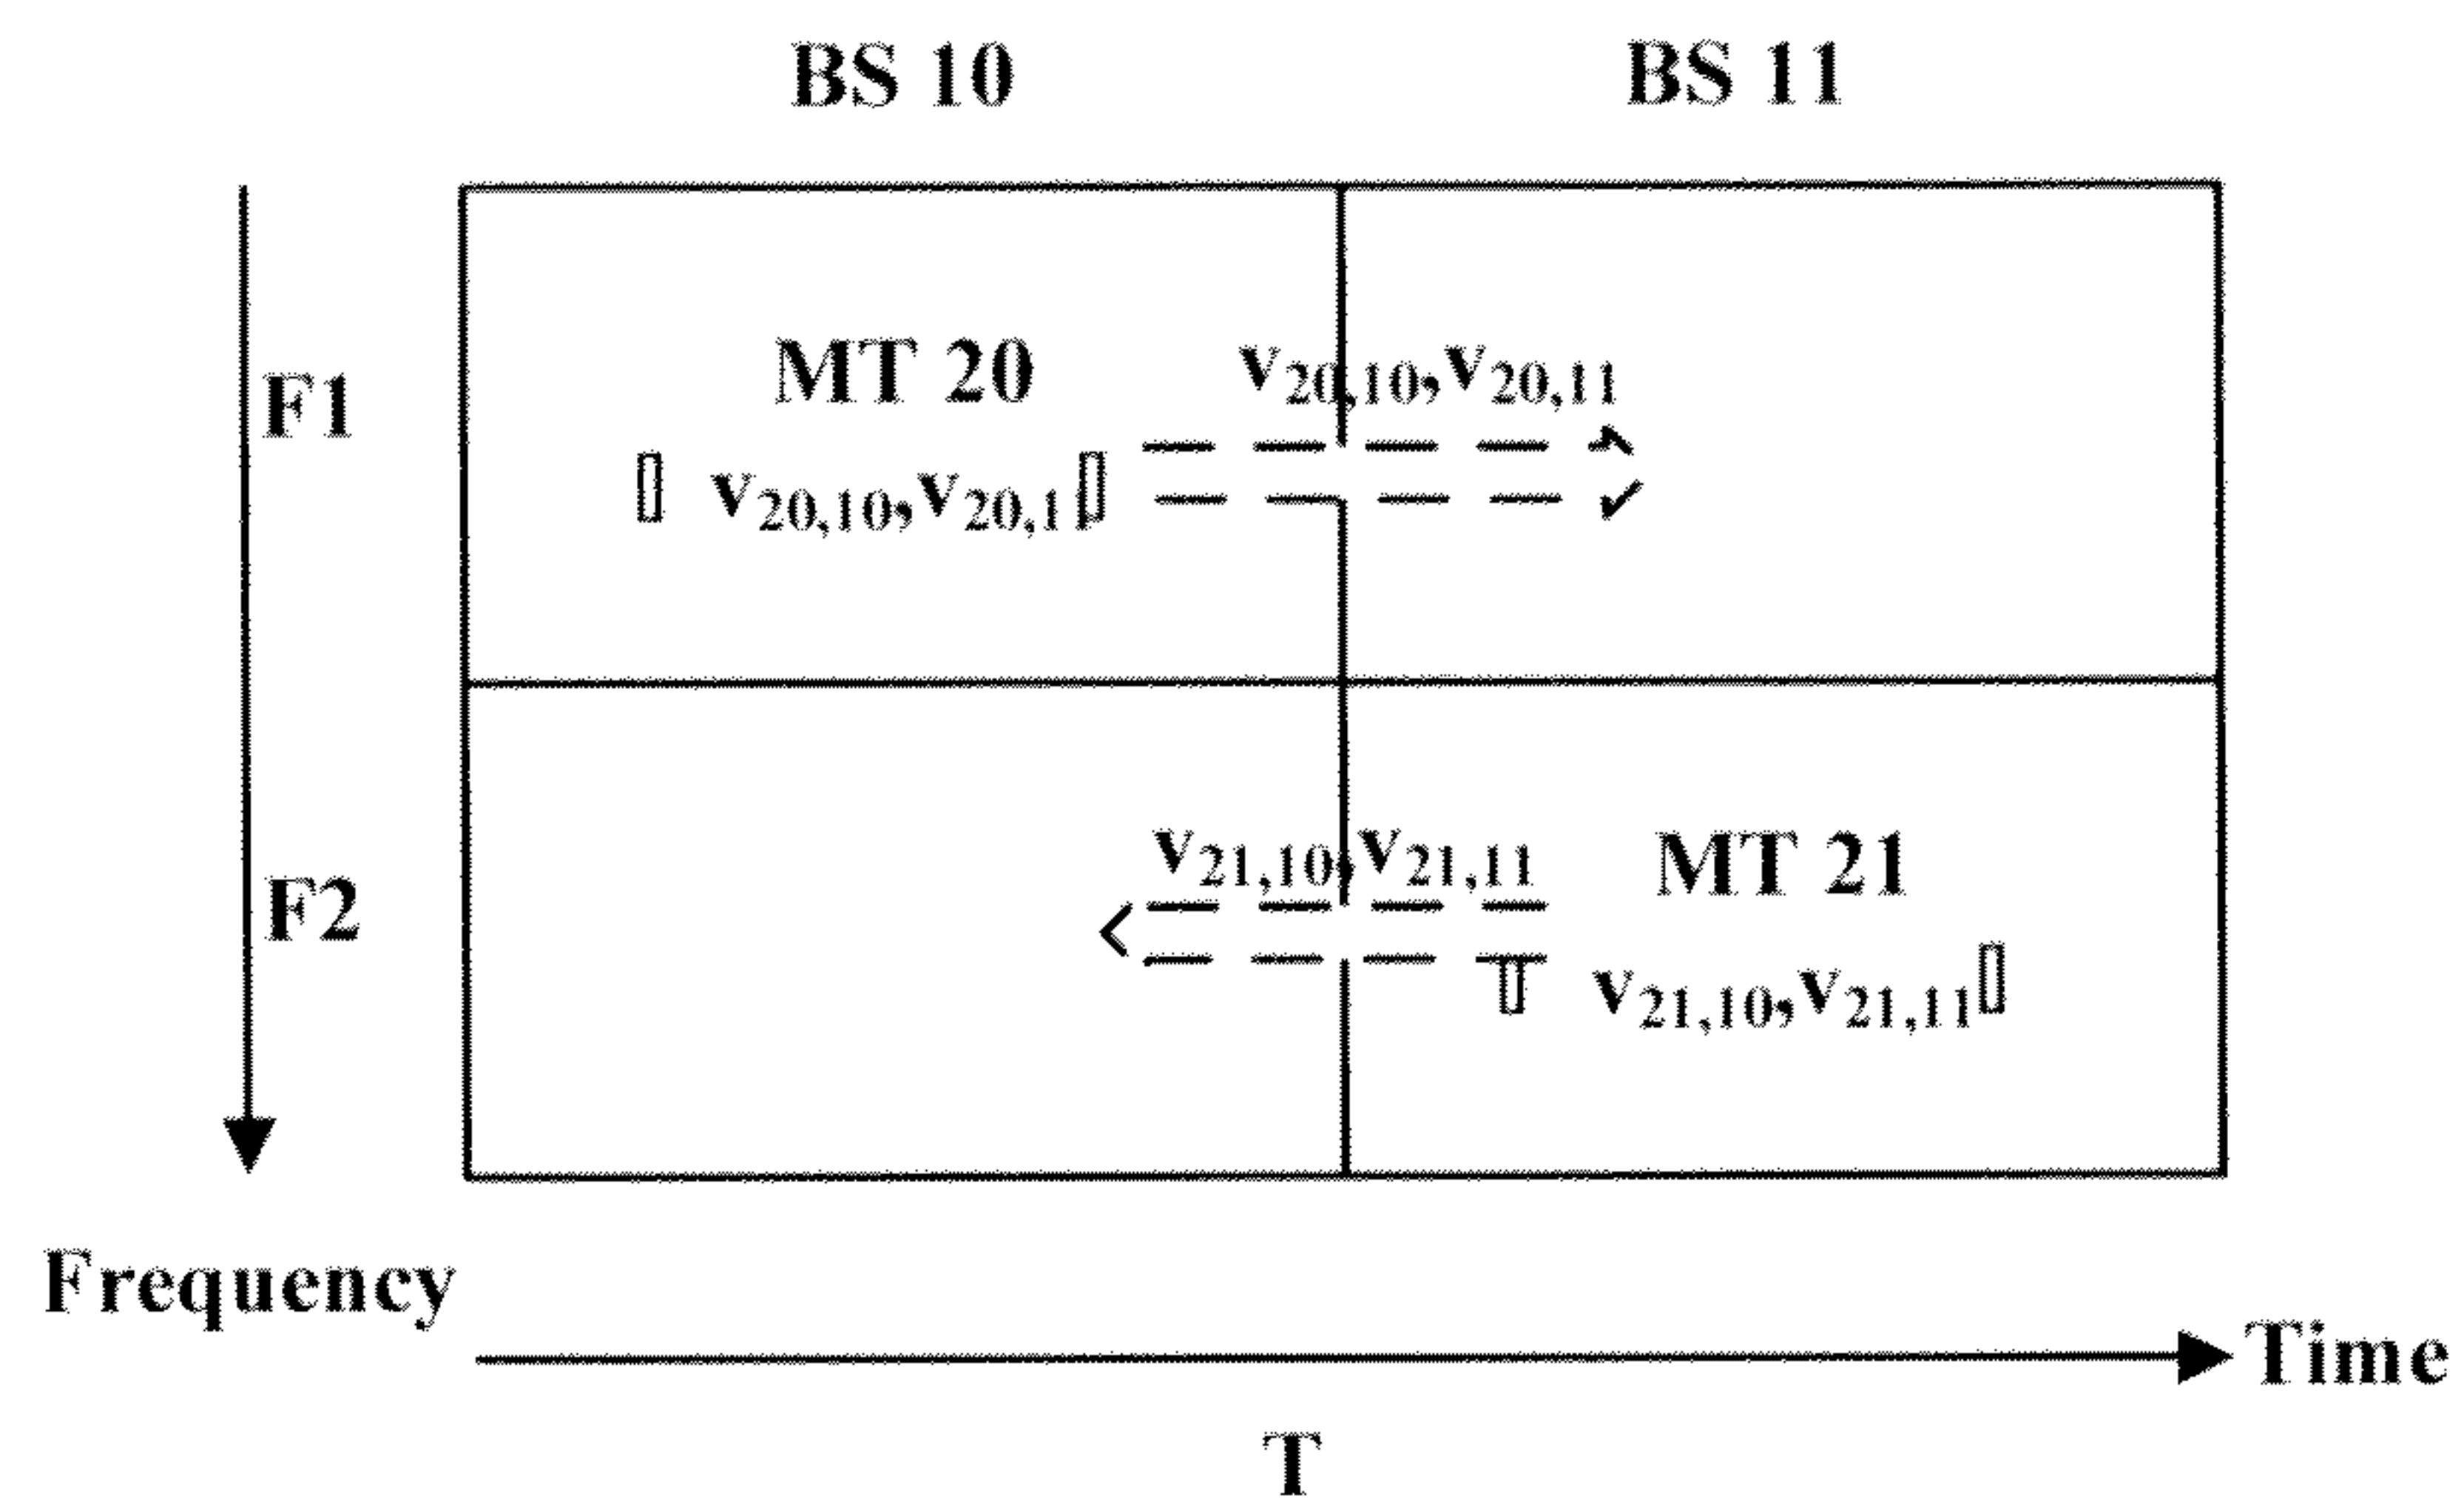 BS 10 BS 11
F1
MT 20
v20,10,v20,11
v20,10,v20,1
F2
v21,10,v21,11
MT 21
v21,10,v21,11
Frequency
Time
T